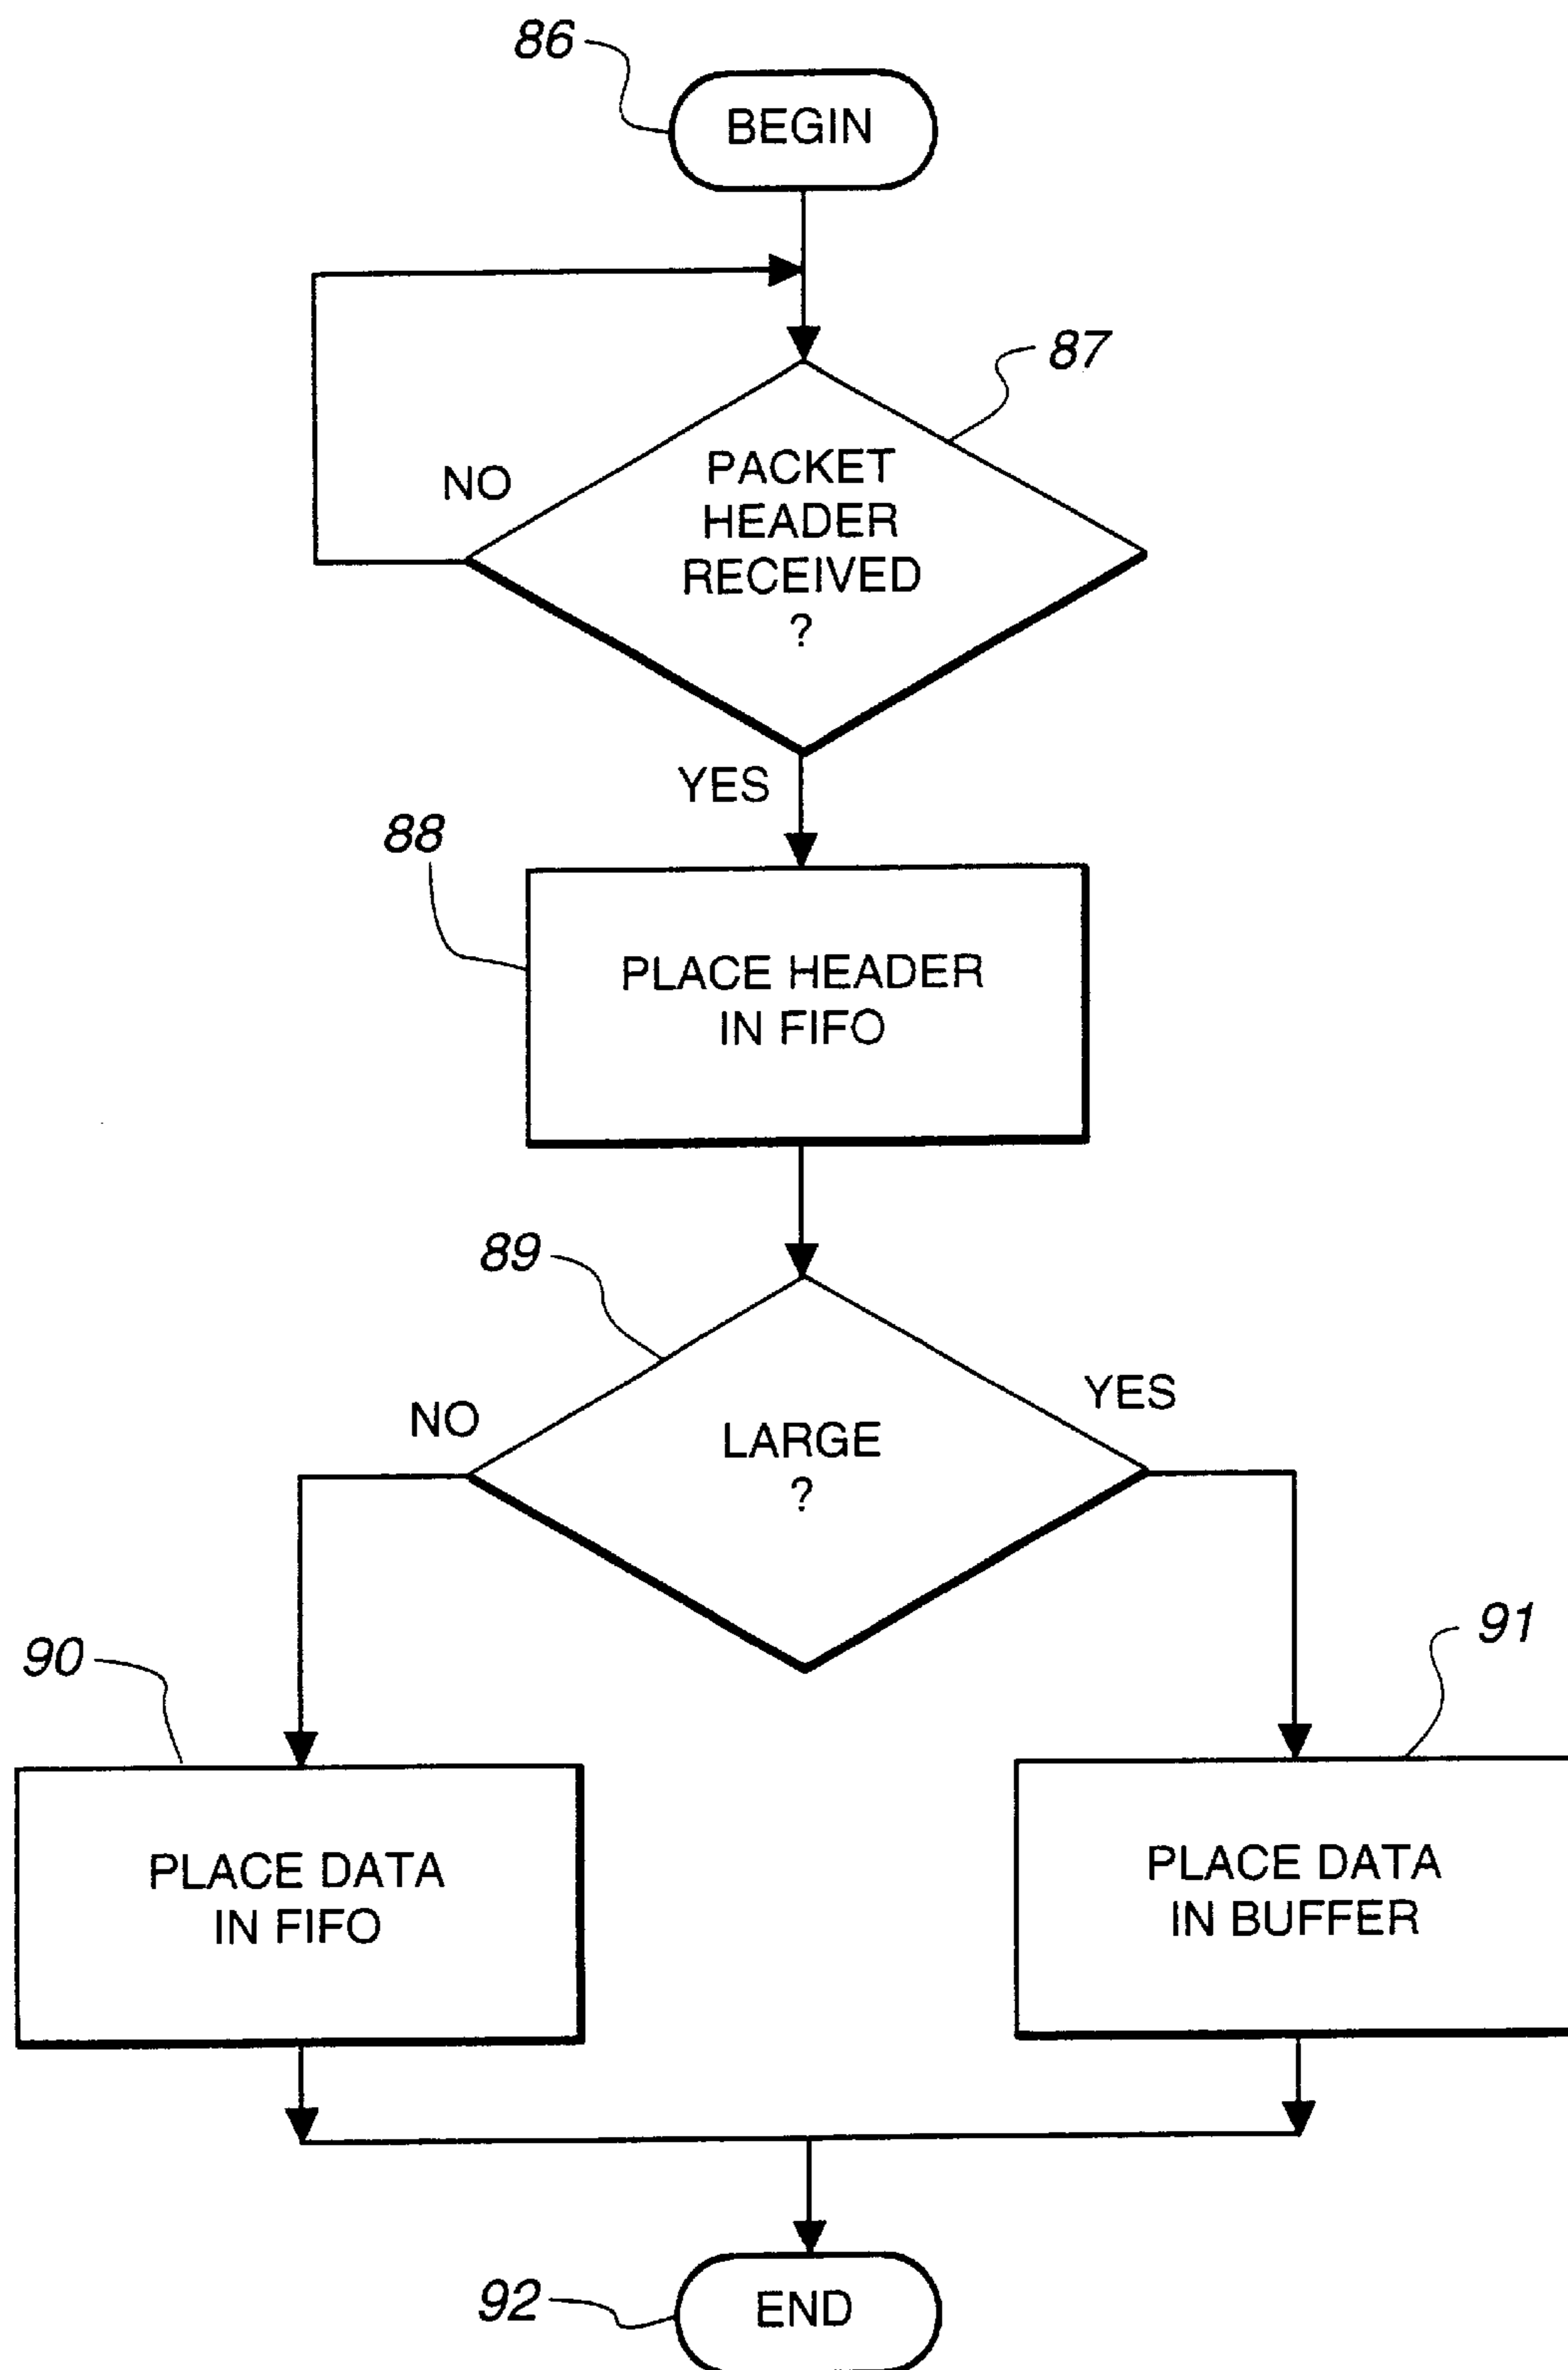 86
BEGIN
87
NO
PACKET
HEADER
RECEIVED
?
YES
88
PLACE HEADER
IN FIFO
89
NO
YES
LARGE
?
90
91
PLACE DATA
IN FIFO
PLACE DATA
IN BUFFER
92
END